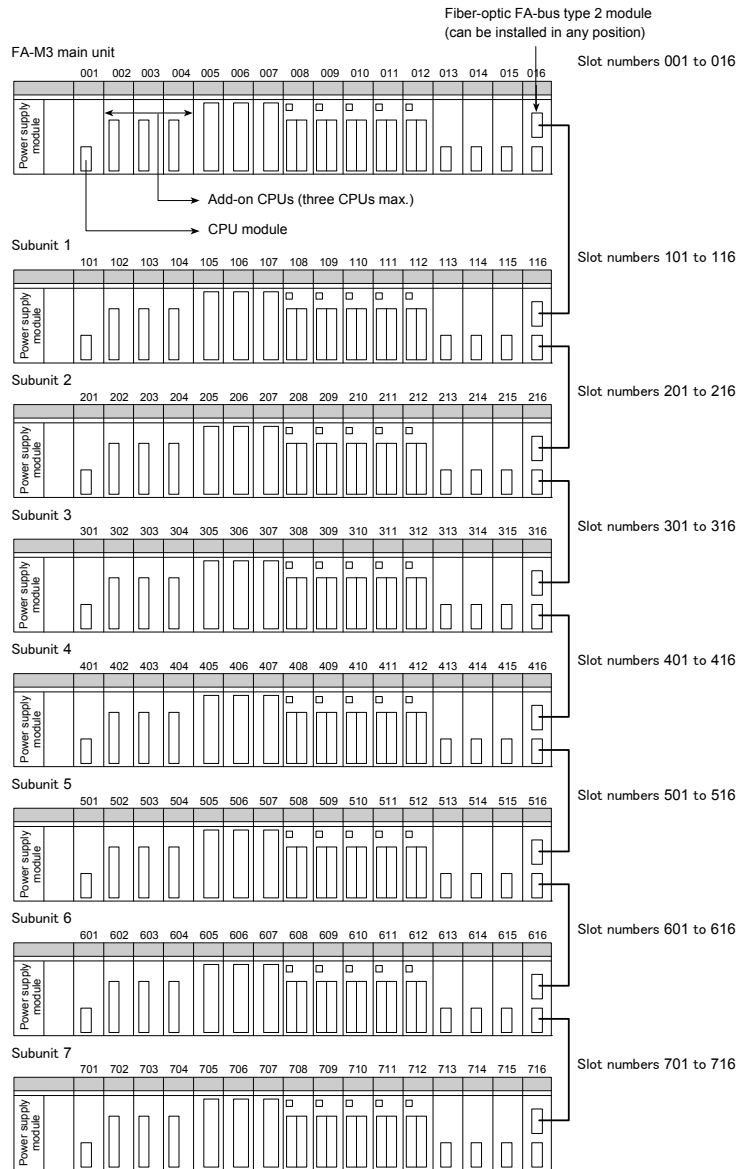 Fiber-optic FA-bus type 2 module
(can be installed in any position)
FA-M3 main unit
Slot numbers 001 to 016
001 002 003 004 005 006 007 008 009 010 011 012 013 014 015 016
Power supply
module
Add-on CPUs (three CPUs max.)
CPU module
Subunit 1
Slot numbers 101 to 116
101 102 103 104 105 106 107 108 109 110 111 112 113 114 115 116
Power supply
module
Subunit 2
Slot numbers 201 to 216
201 202 203 204 205 206 207 208 209 210 211 212 213 214 215 216
Power supply
module
Subunit 3
Slot numbers 301 to 316
301 302 303 304 305 306 307 308 309 310 311 312 313 314 315 316
Power supply
module
Subunit 4
Slot numbers 401 to 416
401 402 403 404 405 406 407 408 409 410 411 412 413 414 415 416
Power supply
module
Subunit 5
Slot numbers 501 to 516
501 502 503 504 505 506 507 508 509 510 511 512 513 514 515 516
Power supply
module
Subunit 6
Slot numbers 601 to 616
601 602 603 604 605 606 607 608 609 610 611 612 613 614 615 616
Power supply
module
Subunit 7
Slot numbers 701 to 716
701 702 703 704 705 706 707 708 709 710 711 712 713 714 715 716
Power supply
module